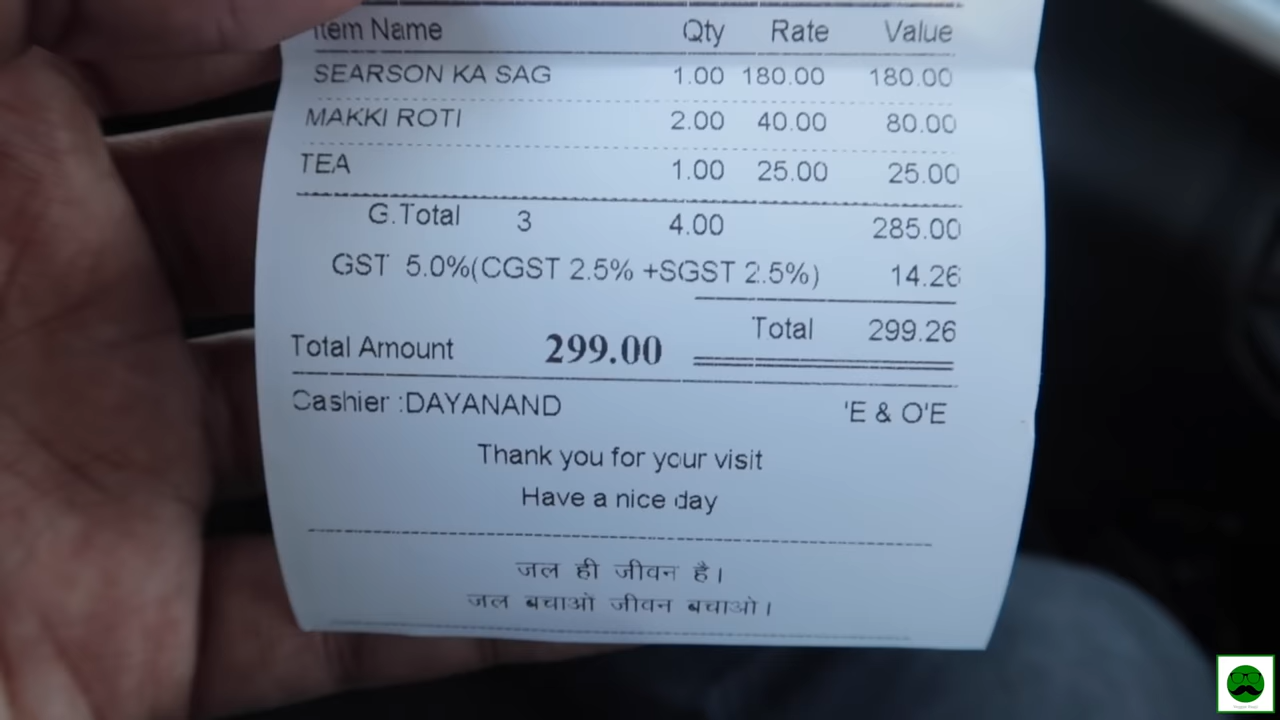 Item Name Qty Rate Value
SEARSON KA SAG 1.00 180.00 180.00
MAKKI ROTI 2.00 40.00 80.00
TEA 1.00 25.00 25.00
G.Total 3 4.00 285.00
GST 5.0%(CGST 2.5% +SGST 2.5%) 14.26
Total 299.26
Total Amount 299.00
Cashier :DAYANAND 'E & O'E
Thank you for your visit
Have a nice day
जल ही जीवन है।
जल बचाओ जीवन बचाओ।